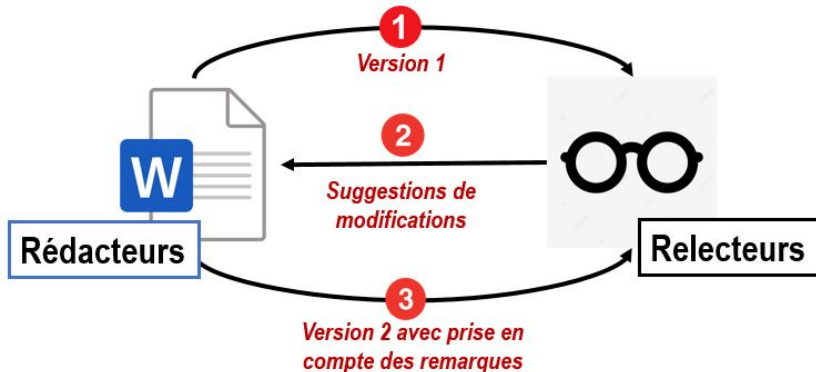 1
Version 1
2
W
Suggestions de
modifications
Rédacteurs
Relecteurs
3
Version 2 avec prise en
compte des remarques